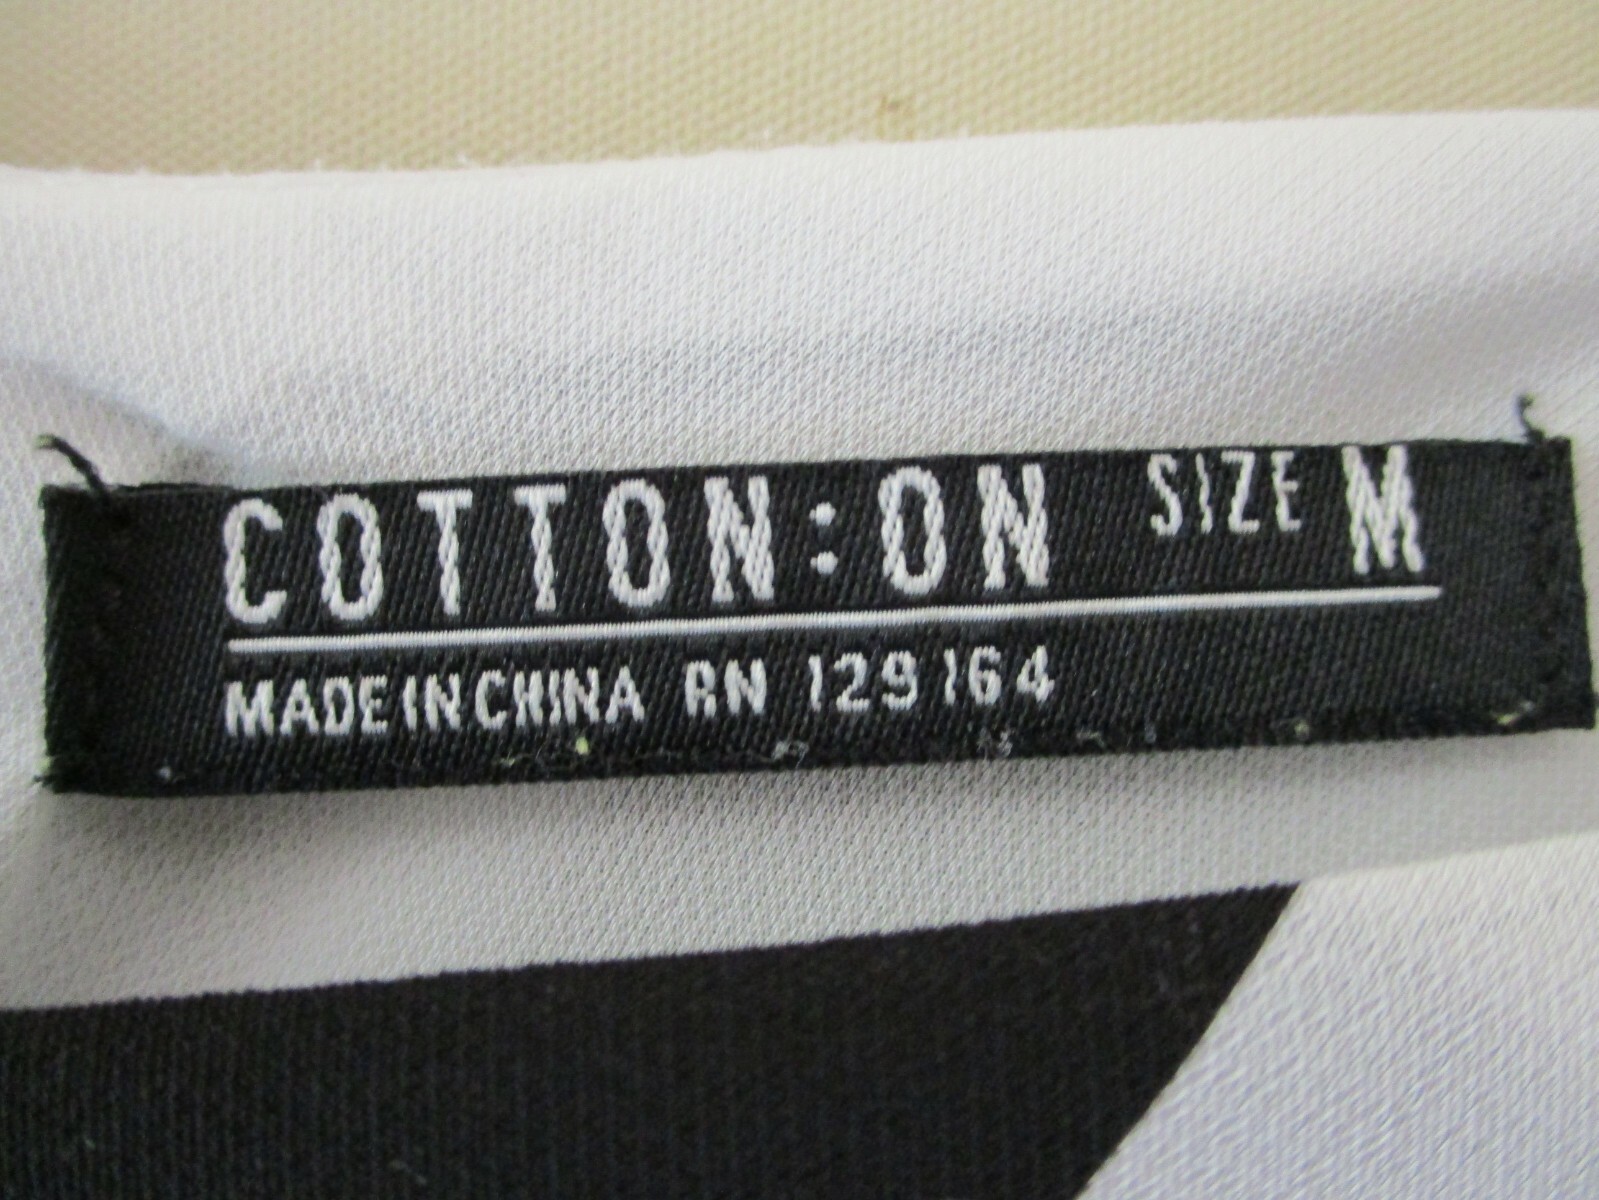 COTTON:ON SIZE M
MADE IN CHINA RN 129164